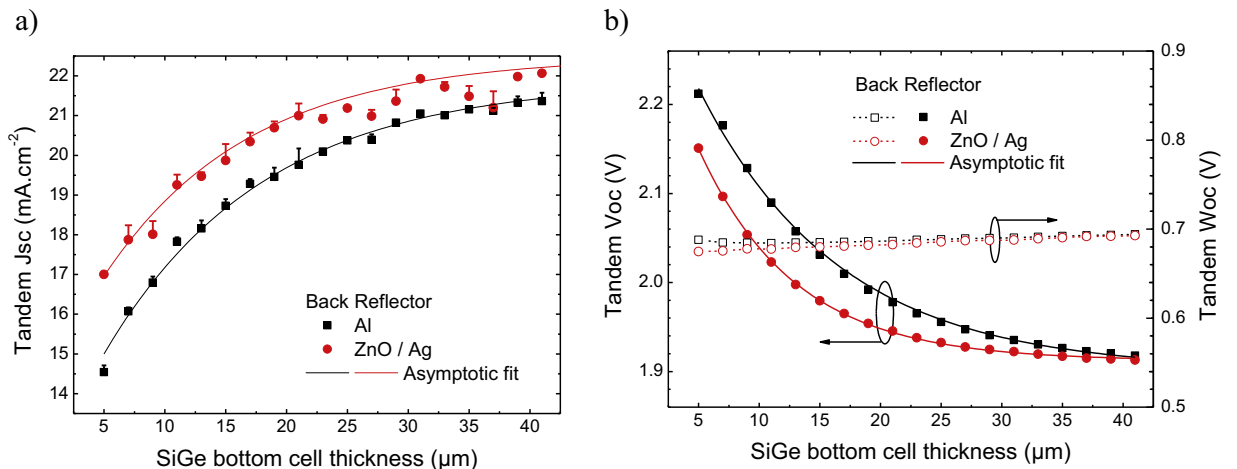 a)
Tandem Jsc (mA.cm-2)
22
21
20
19
18
17
16
15
14
Back Reflector
Al
ZnO / Ag
Asymptotic fit
5 10 15 20 25 30 35 40
SiGe bottom cell thickness (µm)
b)
Tandem Voc (V)
2.2
2.1
2.0
1.9
Back Reflector
Al
ZnO / Ag
Asymptotic fit
0.9
0.8
0.7
0.6
0.5
Tandem Woc (V)
5 10 15 20 25 30 35 40
SiGe bottom cell thickness (µm)